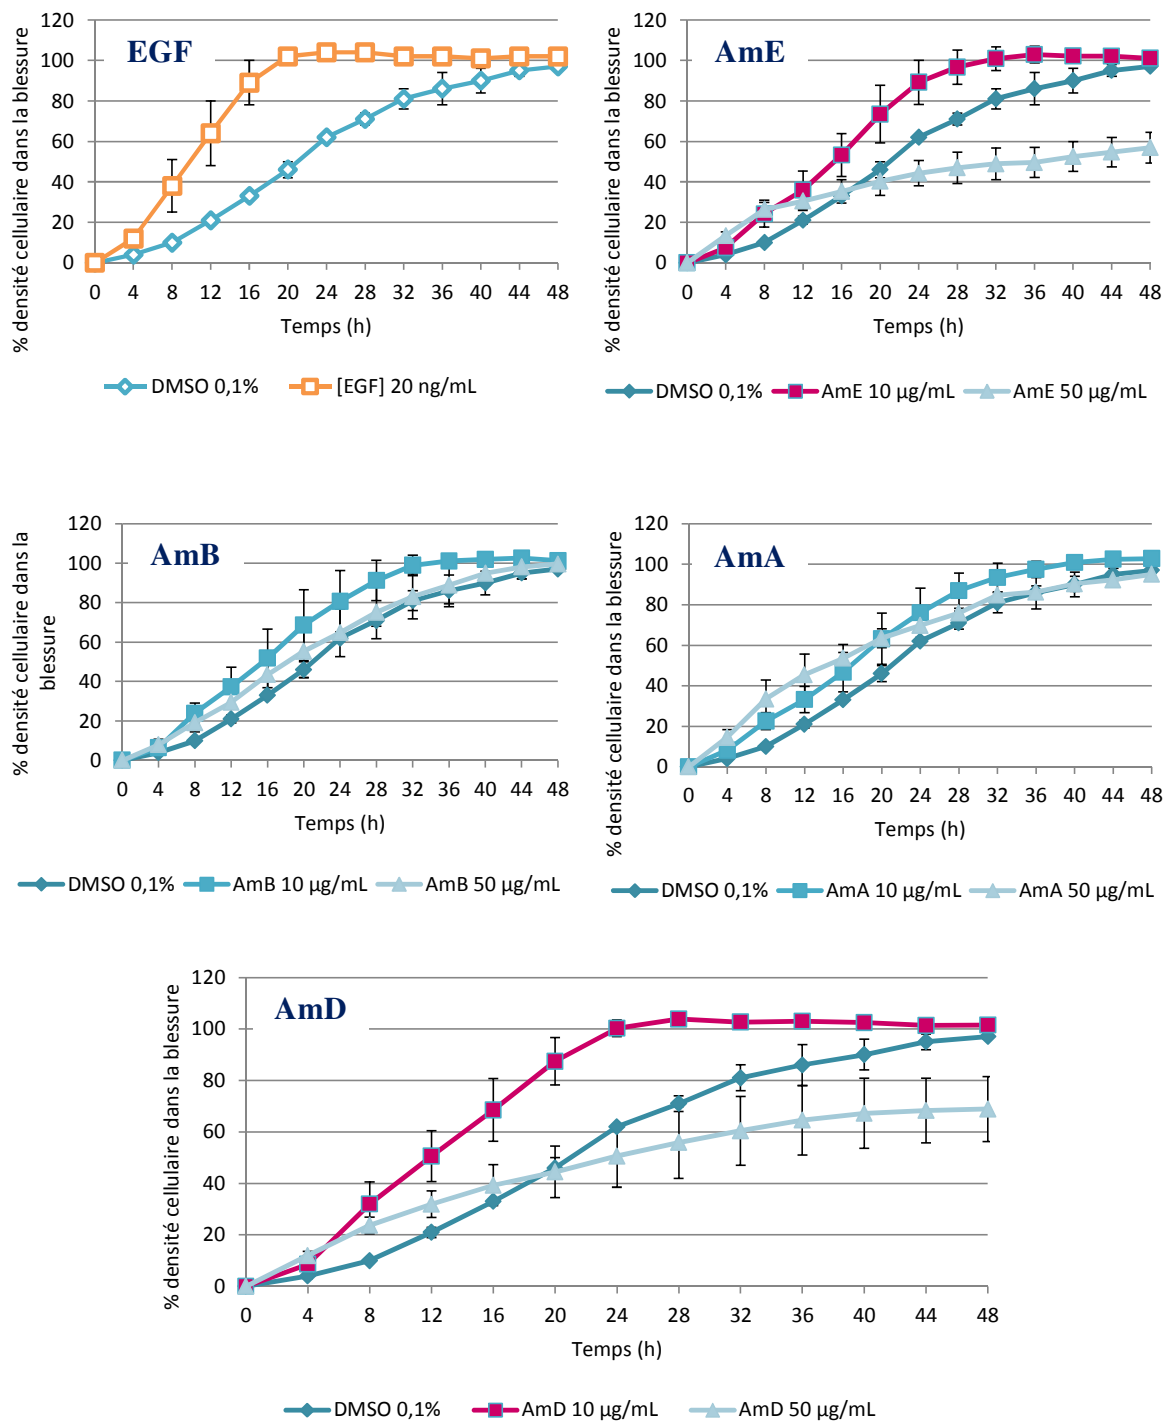 EGF
% densité cellulaire dans la blessure
120
100
80
60
40
20
0
0 4 8 12 16 20 24 28 32 36 40 44 48
Temps (h)
DMSO 0,1% [EGF] 20 ng/mL
AmE
% densité cellulaire dans la blessure
120
100
80
60
40
20
0
0 4 8 12 16 20 24 28 32 36 40 44 48
Temps (h)
DMSO 0,1% AmE 10 µg/mL AmE 50 µg/mL
AmB
% densité cellulaire dans la
blessure
120
100
80
60
40
20
0
0 4 8 12 16 20 24 28 32 36 40 44 48
Temps (h)
DMSO 0,1% AmB 10 µg/mL AmB 50 µg/mL
AmA
% densité cellulaire dans la blessure
120
100
80
60
40
20
0
0 4 8 12 16 20 24 28 32 36 40 44 48
Temps (h)
DMSO 0,1% AmA 10 µg/mL AmA 50 µg/mL
AmD
% densité cellulaire dans la blessure
120
100
80
60
40
20
0
0 4 8 12 16 20 24 28 32 36 40 44 48
Temps (h)
DMSO 0,1% AmD 10 µg/mL AmD 50 µg/mL